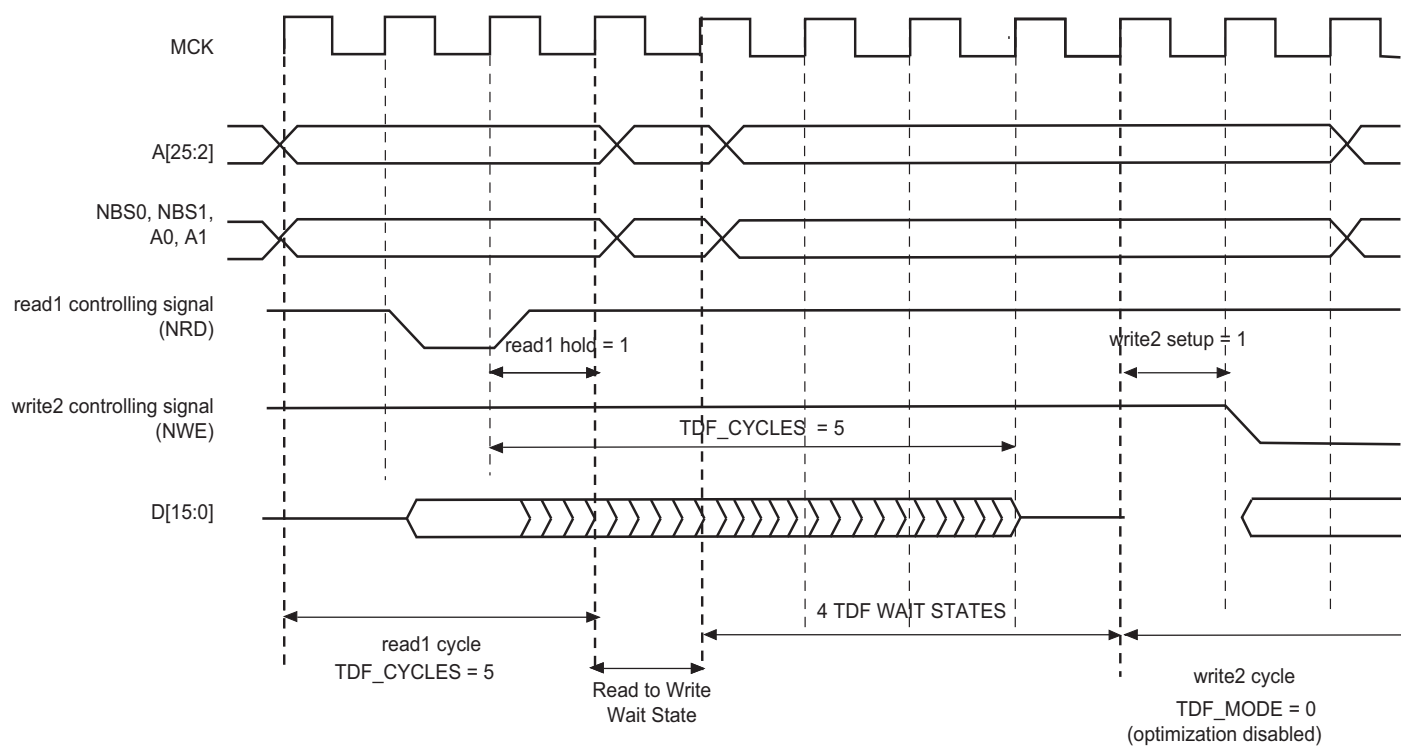 MCK
A[25:2]
NBS0, NBS1,
A0, A1
read1 controlling signal
(NRD)
read1 hold = 1
write2 setup = 1
write2 controlling signal
(NWE)
TDF_CYCLES = 5
D[15:0]
4 TDF WAIT STATES
read1 cycle
TDF_CYCLES = 5
Read to Write
Wait State
write2 cycle
TDF_MODE = 0
(optimization disabled)